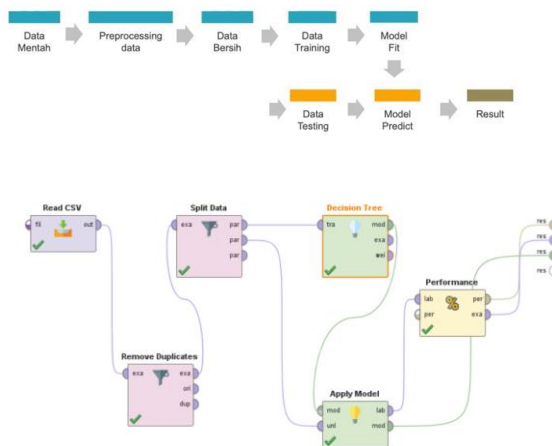 Data
Mentah
Preprocessing
data
Data
Bersih
Data
Training
Model
Fit
Data
Testing
Model
Predict
Result
Read CSV
fil
out
Split Data
exa
par
par
par
Decision Tree
tra
mod
exa
wei
res
res
res
res
Performance
lab
per
per
exa
Remove Duplicates
exa
exa
ori
dup
Apply Model
mod
lab
unl
mod